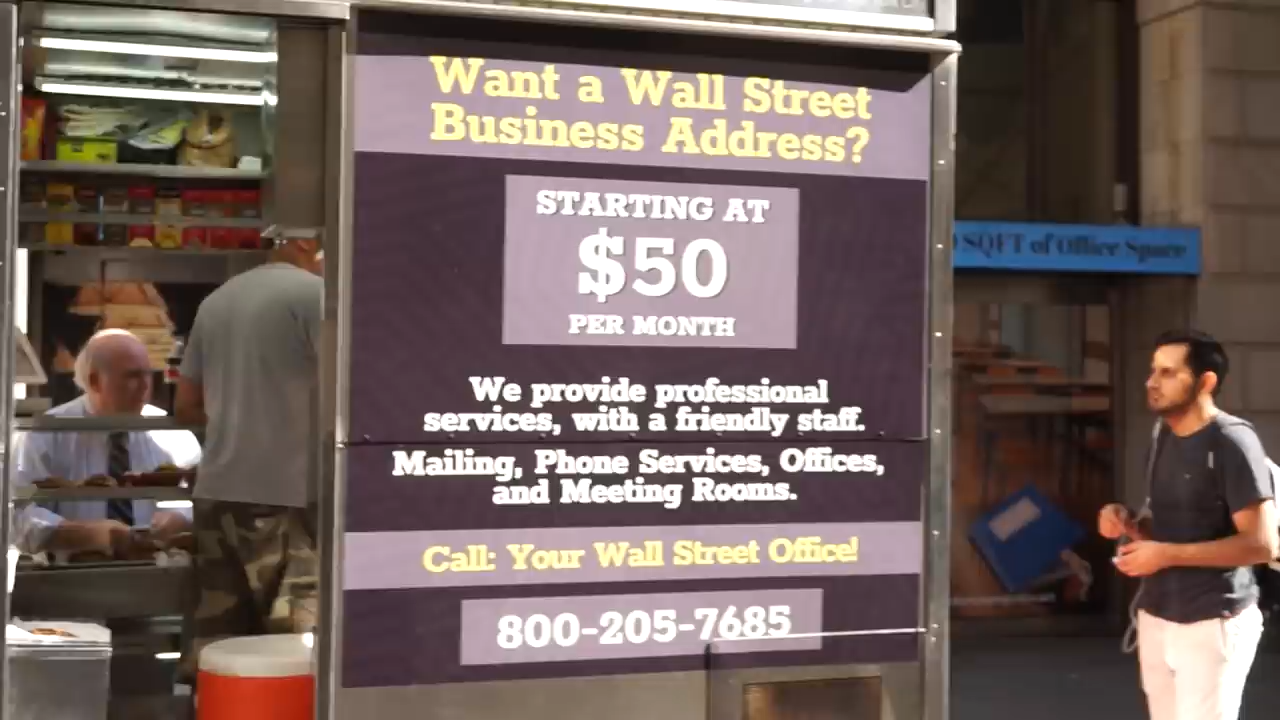 Want a Wall Street
Business Address?
STARTING AT
$50
PER MONTH
We provide professional
services, with a friendly staff.
Mailing, Phone Services, Offices,
and Meeting Rooms.
Call: Your Wall Street Office!
800-205-7685
SQFT of Office Space